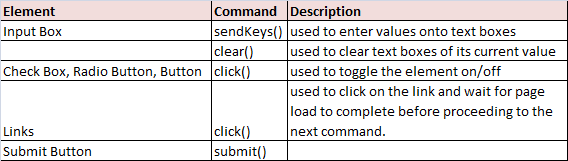 Element Command Description
Input Box sendKeys() used to enter values onto text boxes
clear() used to clear text boxes of its current value
Check Box, Radio Button, Button click() used to toggle the element on/off
used to click on the link and wait for page
load to complete before proceeding to the
Links click() next command.
Submit Button submit()